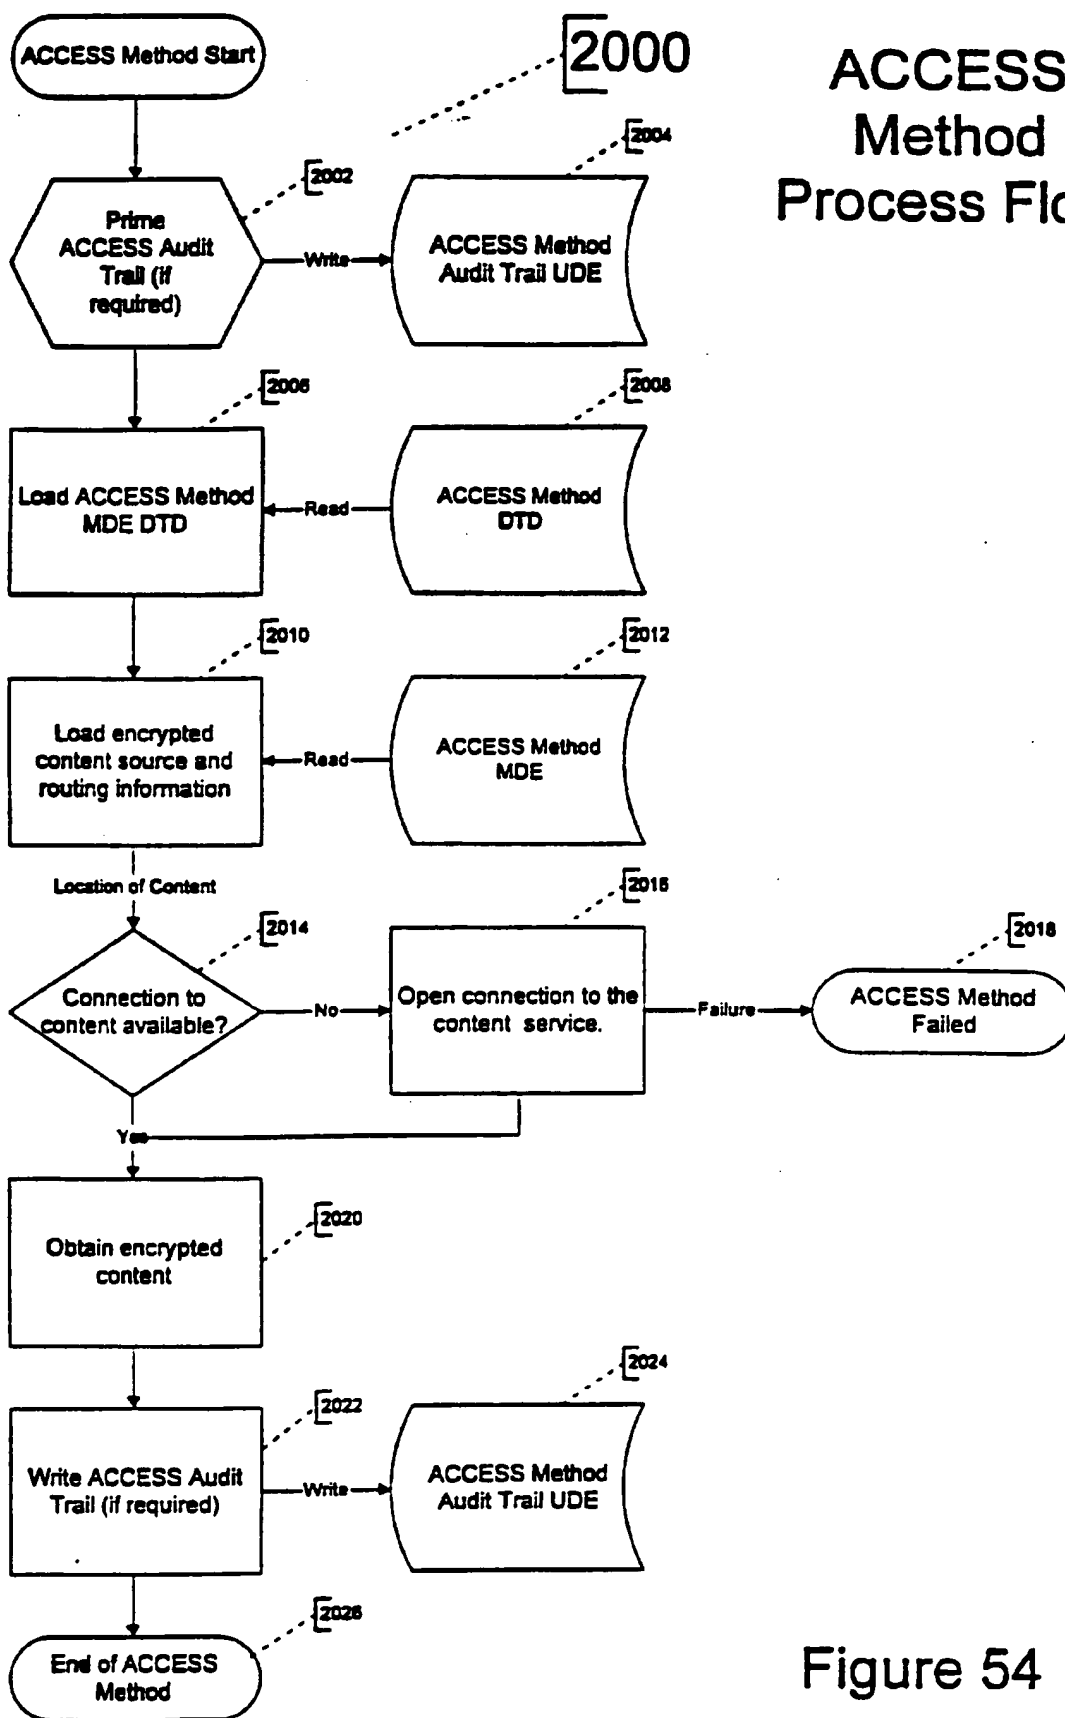 ACCESS Method Start
2000
ACCESS
Method
Process Flo
2002
2004
Prime
ACCESS Audit
Trail (if
required)
Write
ACCESS Method
Audit Trail UDE
2006
2008
Load ACCESS Method
MDE DTD
Read
ACCESS Method
DTD
2010
2012
Load encrypted
content source and
routing information
Read
ACCESS Method
MDE
Location of Content
2014
2016
2018
Connection to
content available?
No
Open connection to the
content service.
Failure
ACCESS Method
Failed
Yes
2020
Obtain encrypted
content
2022
2024
Write ACCESS Audit
Trail (if required)
Write
ACCESS Method
Audit Trail UDE
2026
End of ACCESS
Method
Figure 54